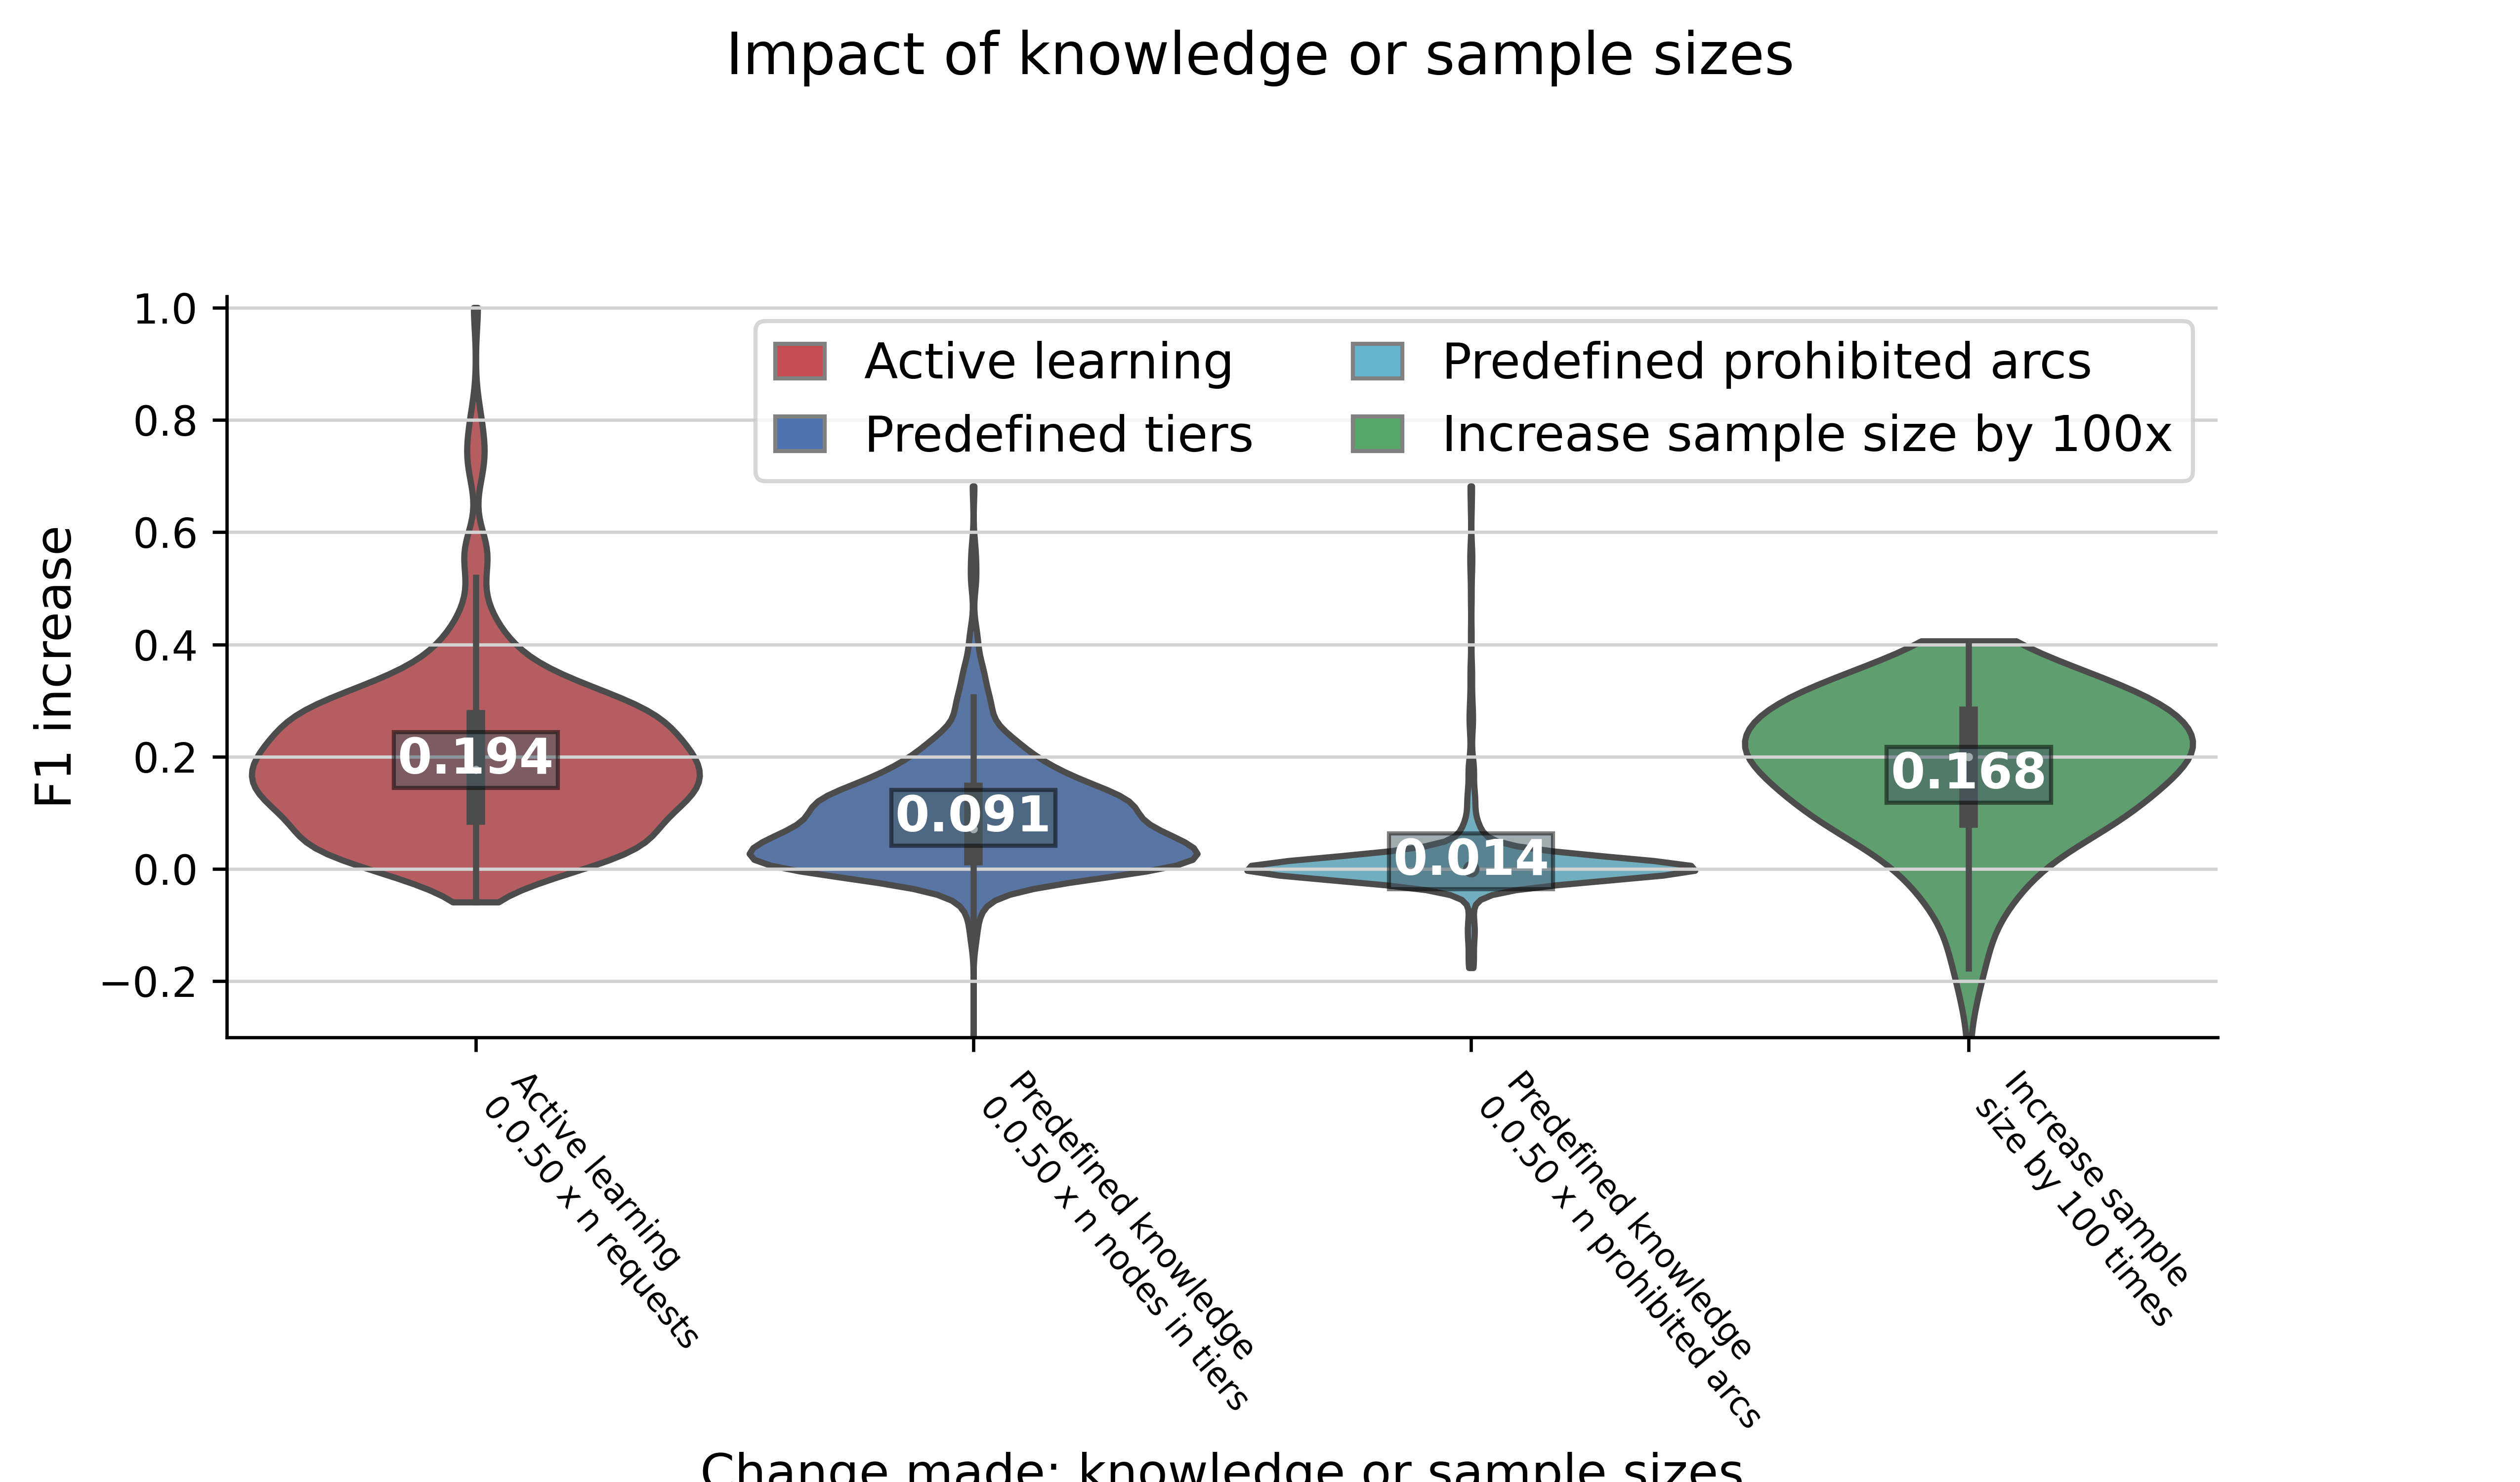 Impact of knowledge or sample sizes
F1 increase
1.0
0.8
0.6
0.4
0.2
0.0
−0.2
Active learning
Predefined tiers
Predefined prohibited arcs
Increase sample size by 100x
0.194
0.091
0.014
0.168
Active learning
0.0.50 x n requests
Predefined knowledge
0.0.50 x n nodes in tiers
Predefined knowledge
0.0.50 x n prohibited arcs
Increase sample
size by 100 times
Change made: knowledge or sample sizes